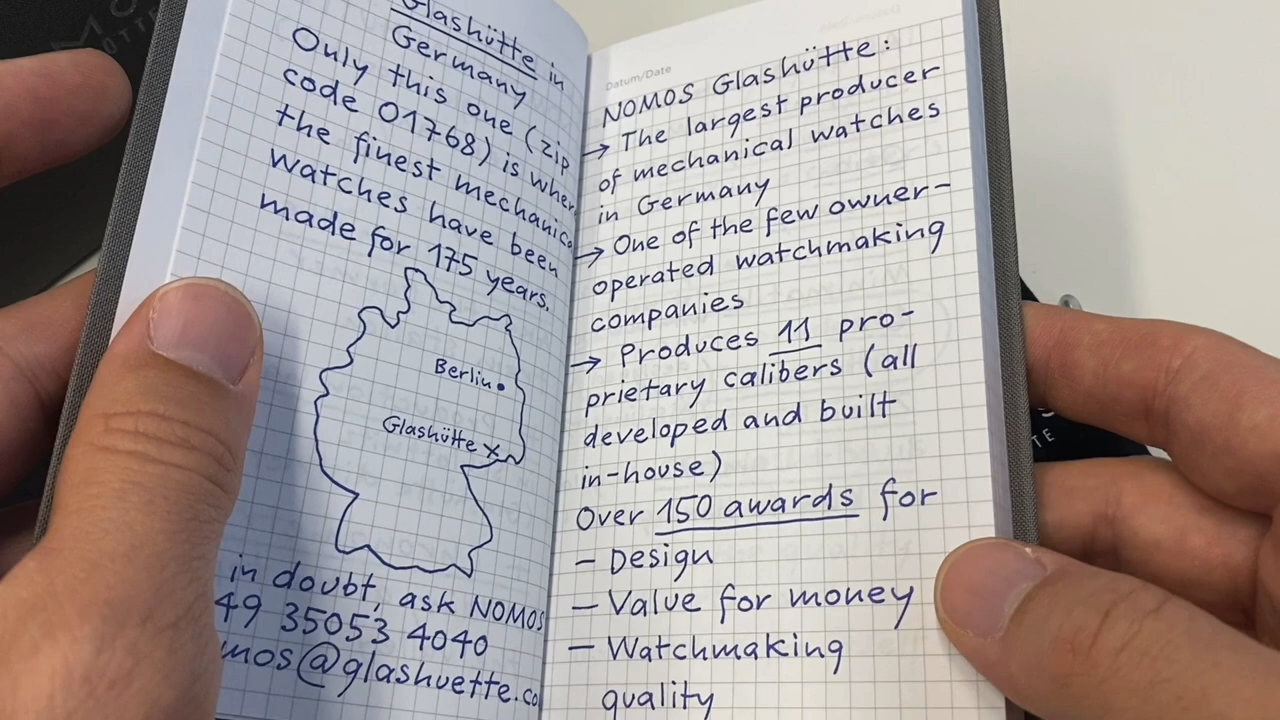 Glashütte in
Germany
Only this one (zip
code 01768) is wher
the finest mechanica
watches have been
made for 175 years.
Berlin
Glashütte x
in doubt, ask NOMOS
49 35053 4040
mos@glashuette.co
Datum/Date
NOMOS Glashütte:
→ The largest producer
of mechanical watches
in Germany
→ One of the few owner-
operated watchmaking
companies
→ Produces 11 pro-
prietary calibers (all
developed and built
in-house)
Over 150 awards for
- Design
- Value for money
- Watchmaking
quality